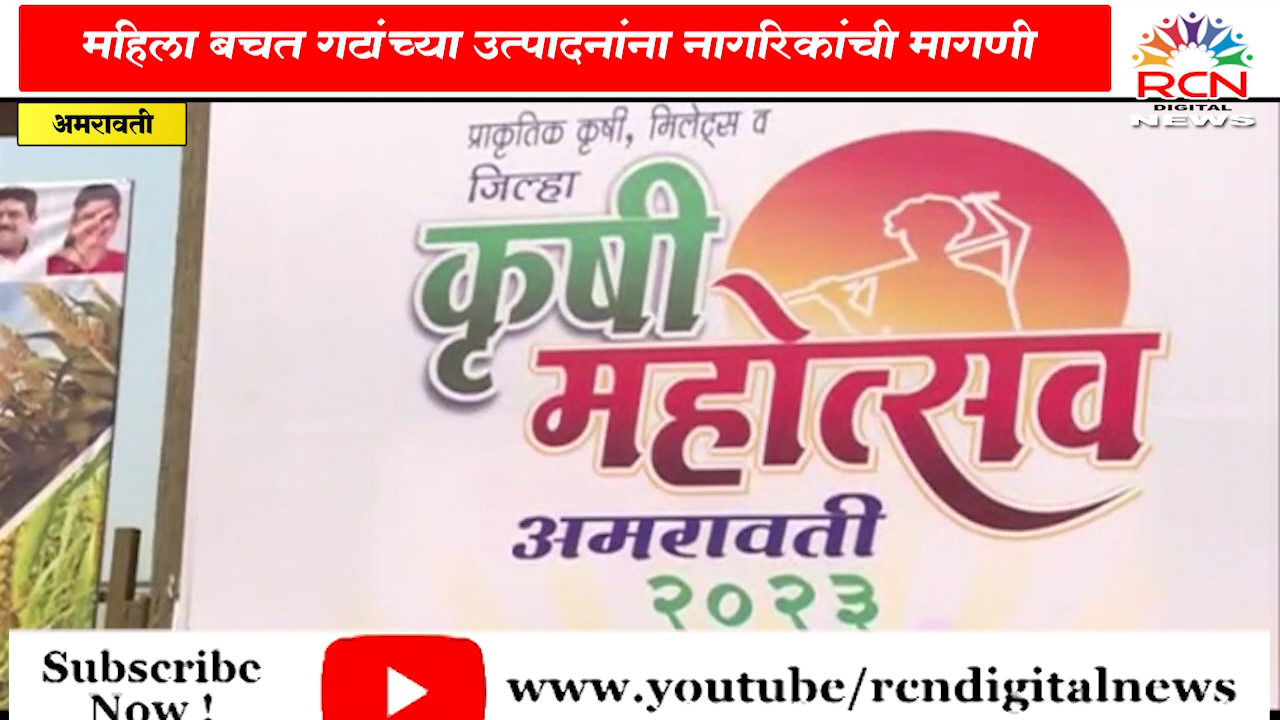 महिला बचत गटांच्या उत्पादनांना नागरिकांची मागणी
RCN
DIGITAL
NEWS
अमरावती
प्राकृतिक कृषी, मिलेट्स व
जिल्हा
कृषी
महोत्सव
अमरावती
२०२३
Subscribe
Now !
www.youtube/rcndigitalnews